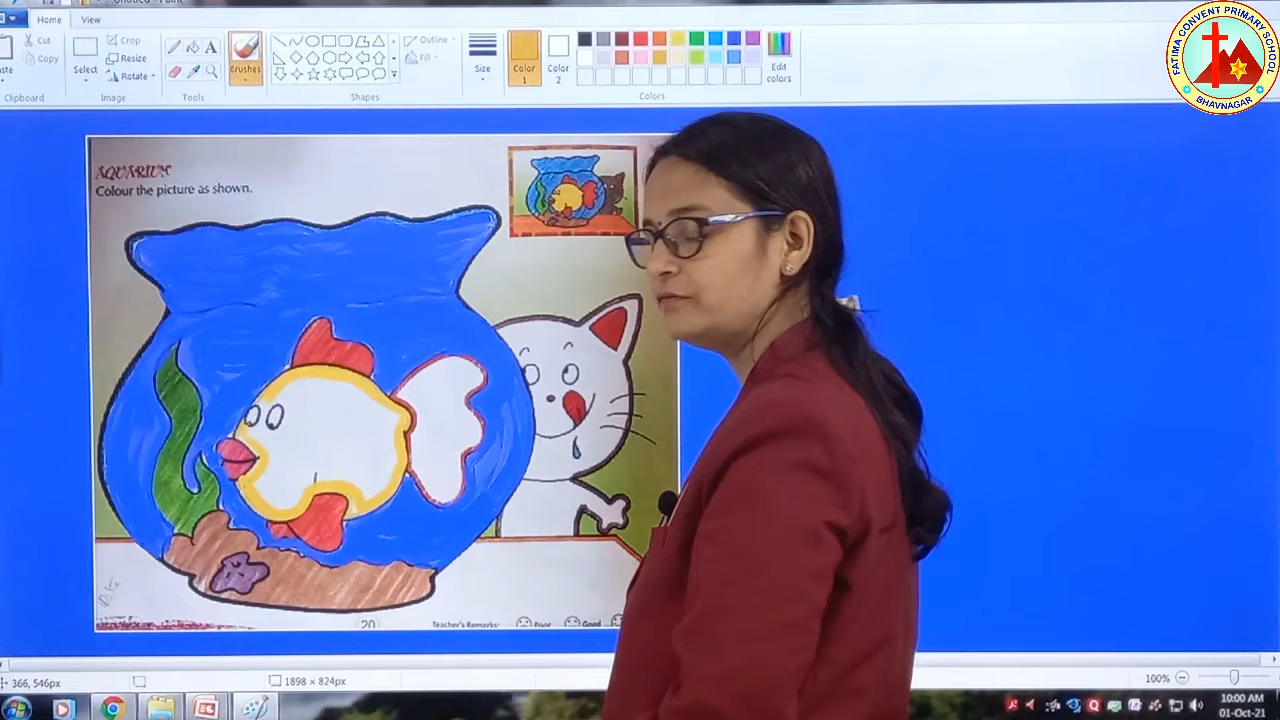 Untitled - Paint
Home View
Cut
Copy
Clipboard
Select
Crop
Resize
Rotate
Image
A
Tools
Brushes
Shapes
Outline
Fill
Size
Color 1
Color 2
Edit colors
Colors
FATIMA CONVENT PRIMARY SCHOOL
BHAVNAGAR
AQUARIUM
Colour the picture as shown.
20
Teacher's Remarks:
Poor
Good
366, 546px
1898 × 824px
100%
10:00 AM
01-Oct-21